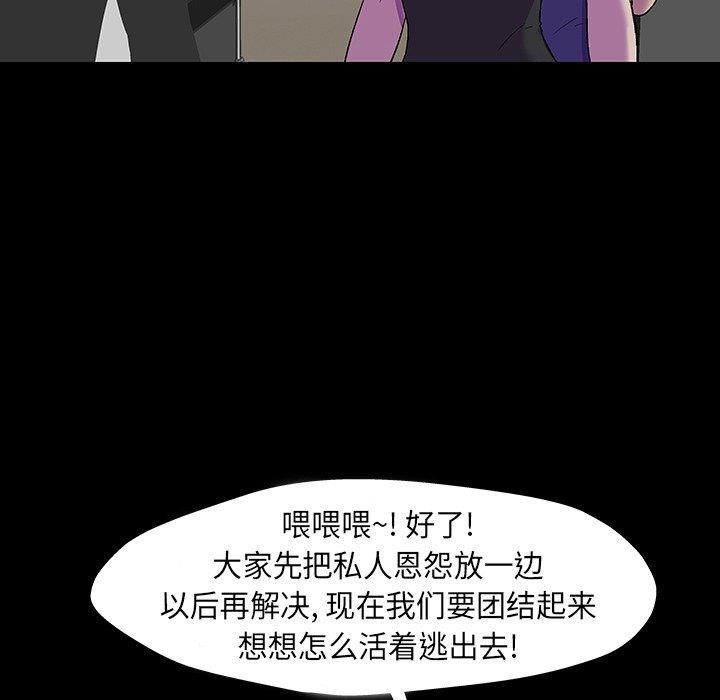 喂喂喂~! 好了!
大家先把私人恩怨放一边
以后再解决, 现在我们要团结起来
想想怎么活着逃出去!